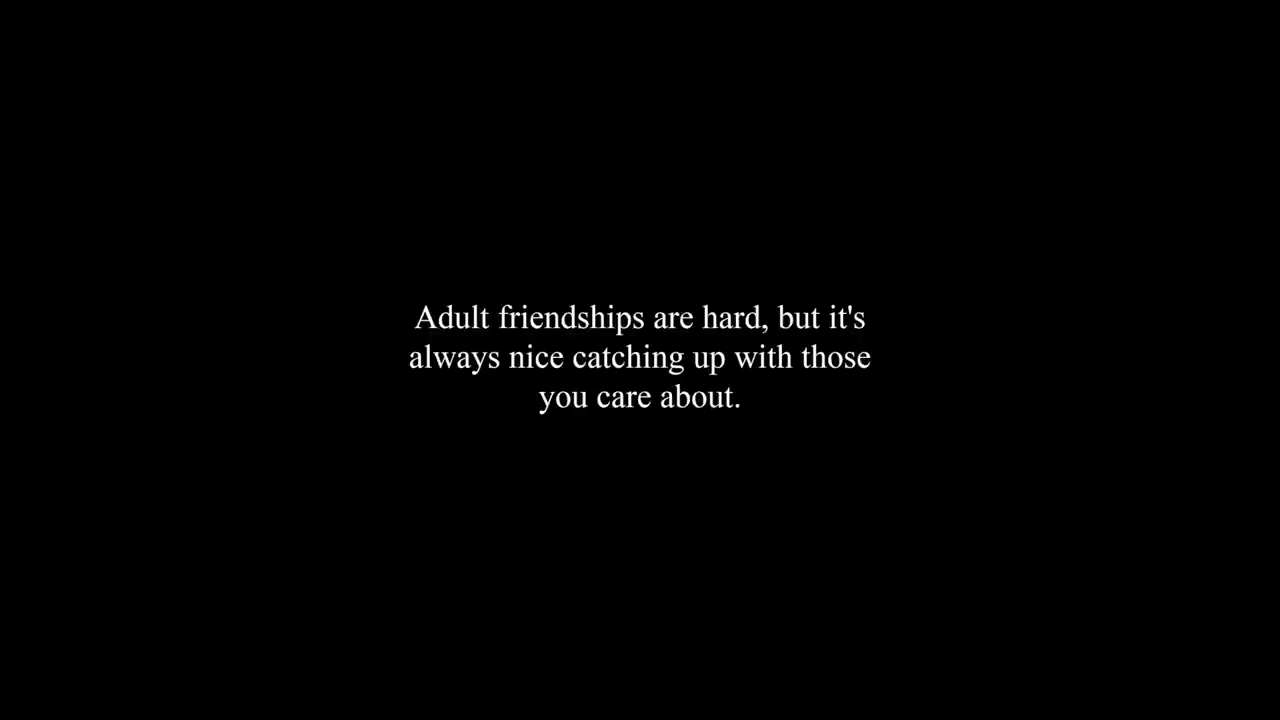 Adult friendships are hard, but it's
always nice catching up with those
you care about.